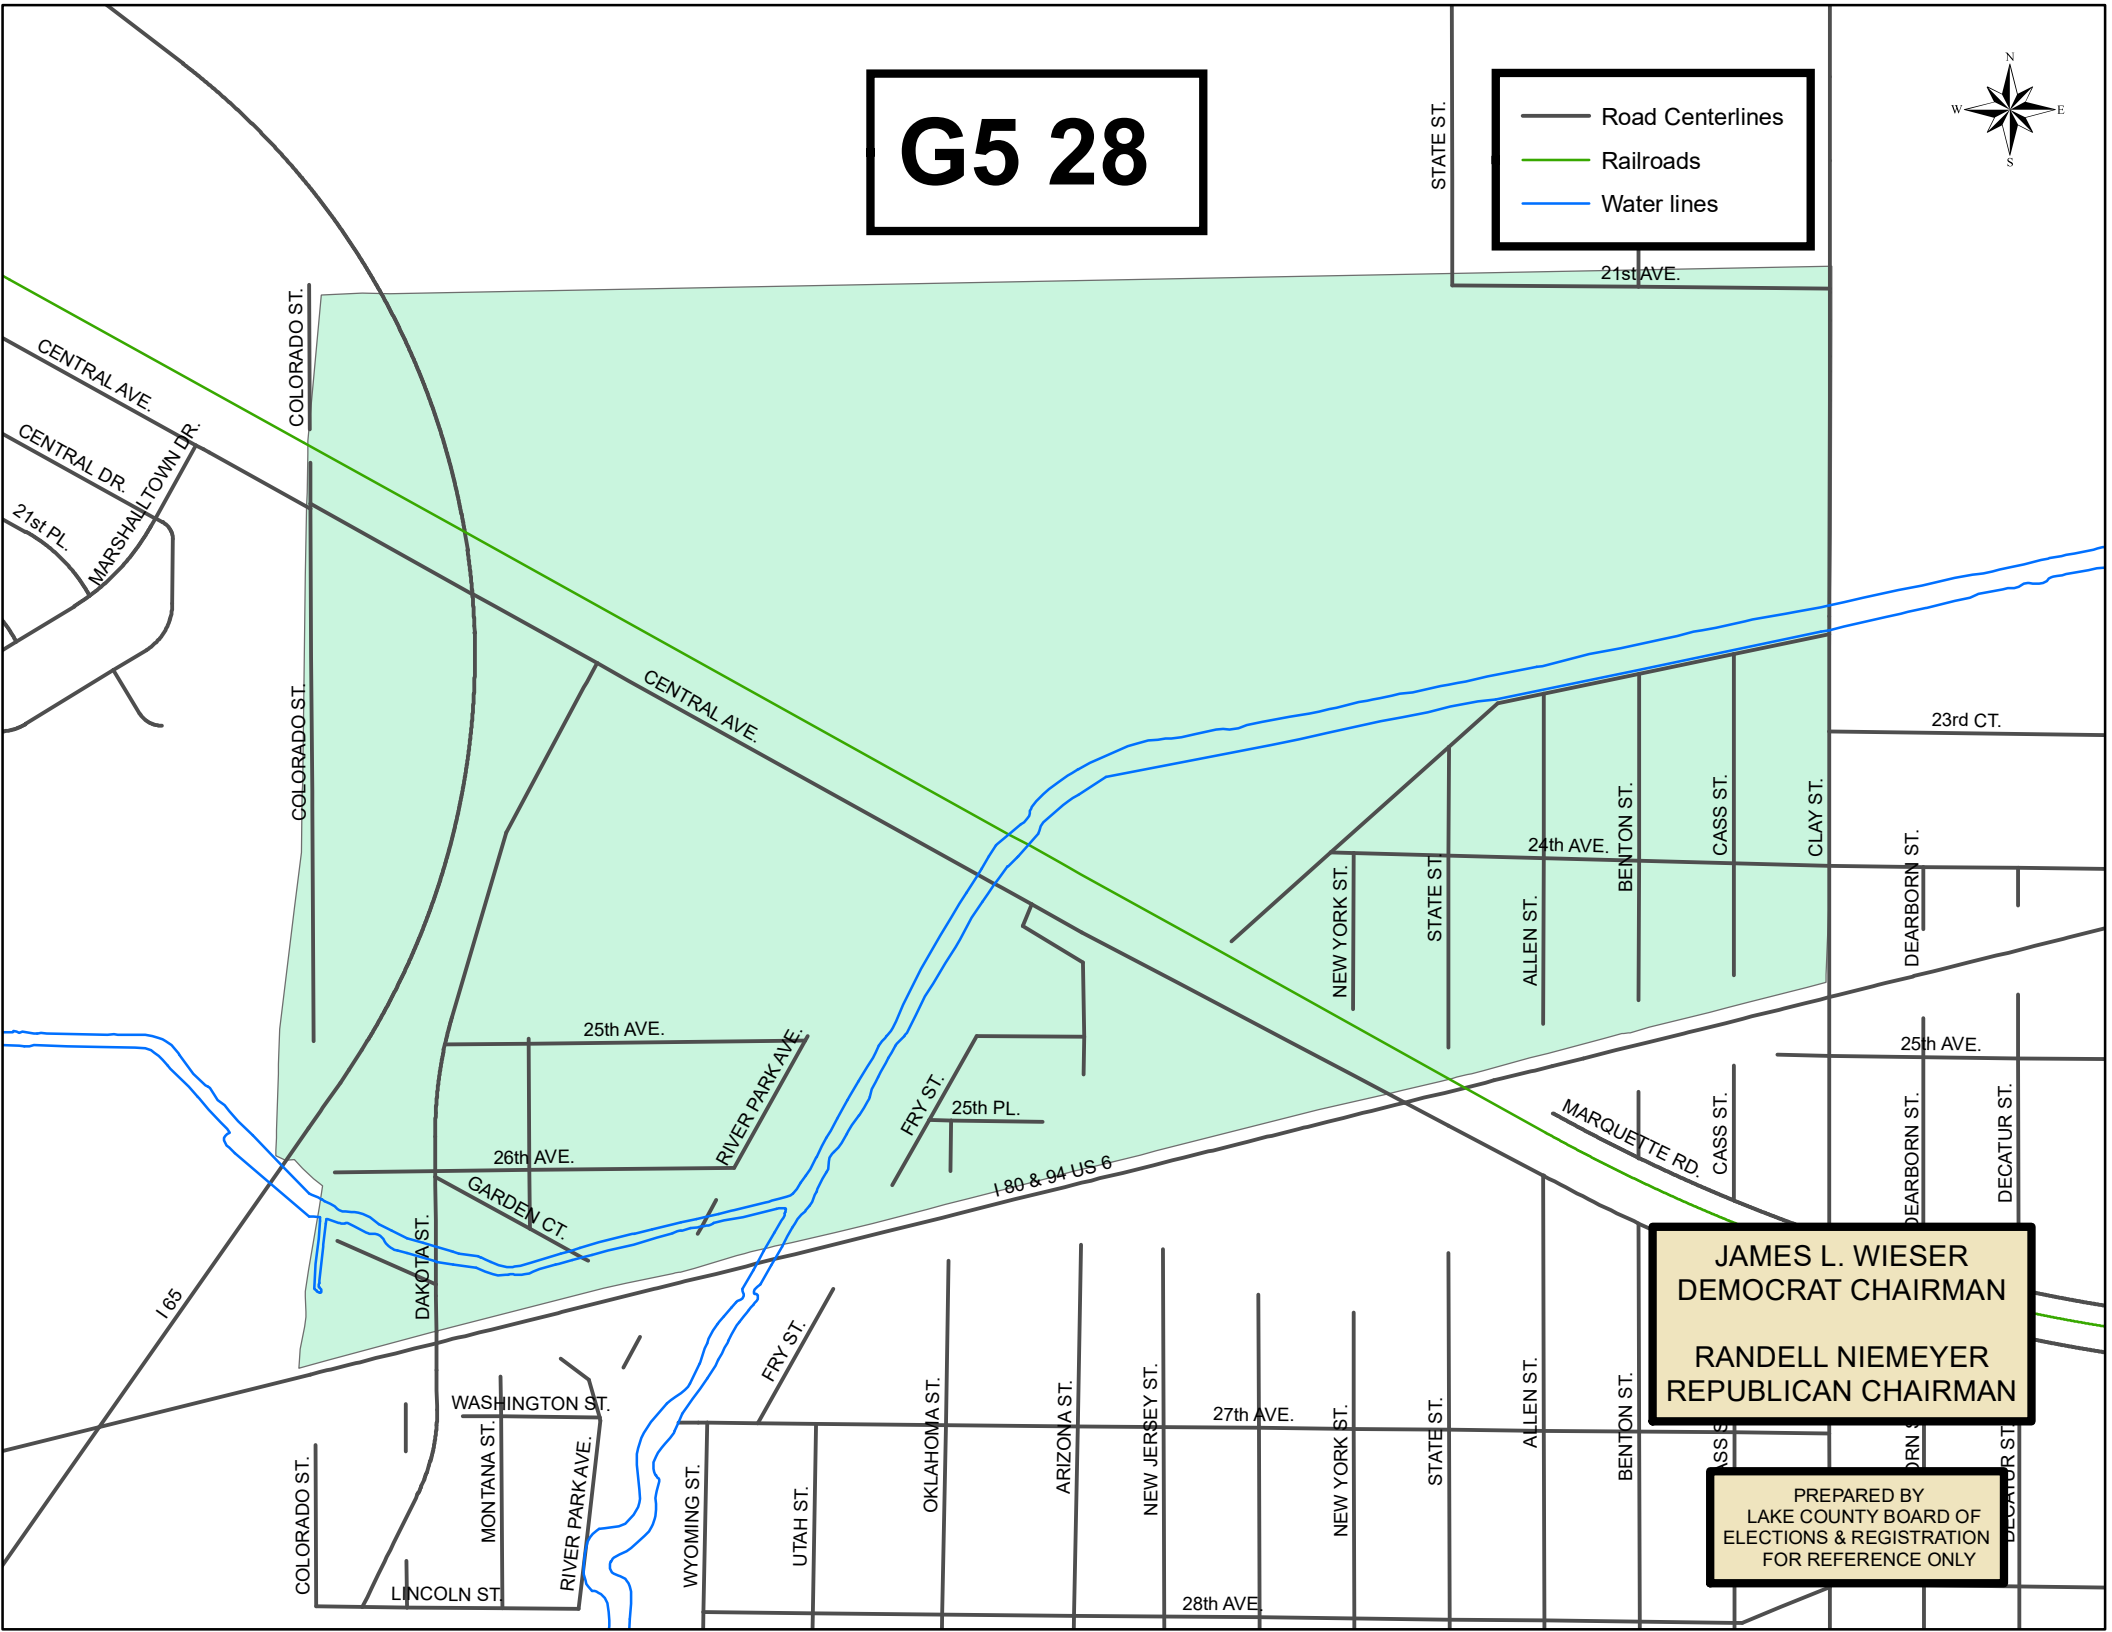 G5 28
STATE ST.
Road Centerlines
Railroads
Water lines
N
W
E
S
21st AVE.
COLORADO ST.
CENTRAL AVE.
CENTRAL DR.
MARSHALLTOWN DR.
21st PL.
COLORADO ST.
CENTRAL AVE.
23rd CT.
24th AVE.
NEW YORK ST.
STATE ST.
ALLEN ST.
BENTON ST.
CASS ST.
CLAY ST.
DEARBORN ST.
25th AVE.
RIVER PARK AVE.
FRY ST.
25th PL.
25th AVE.
26th AVE.
GARDEN CT.
DAKOTA ST.
I 80 & 94 US 6
MARQUETTE RD.
CASS ST.
DEARBORN ST.
DECATUR ST.
I 65
JAMES L. WIESER
DEMOCRAT CHAIRMAN
RANDELL NIEMEYER
REPUBLICAN CHAIRMAN
WASHINGTON ST.
FRY ST.
27th AVE.
COLORADO ST.
MONTANA ST.
RIVER PARK AVE.
WYOMING ST.
UTAH ST.
OKLAHOMA ST.
ARIZONA ST.
NEW JERSEY ST.
NEW YORK ST.
STATE ST.
ALLEN ST.
BENTON ST.
DECATUR ST.
PREPARED BY
LAKE COUNTY BOARD OF
ELECTIONS & REGISTRATION
FOR REFERENCE ONLY
LINCOLN ST.
28th AVE.